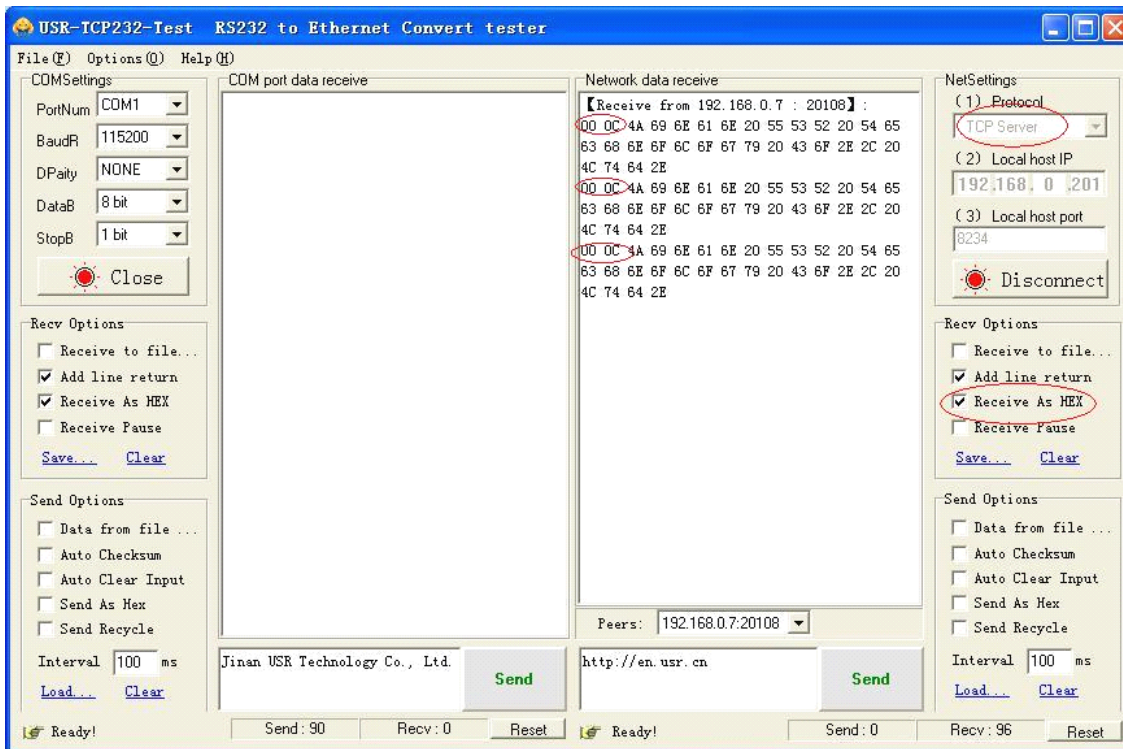 USR-TCP232-Test RS232 to Ethernet Convert tester
File(F) Options(O) Help(H)
COMSettings
PortNum COM1
BaudR 115200
DPaity NONE
DataB 8 bit
StopB 1 bit
Close
Recv Options
Receive to file...
Add line return
Receive As HEX
Receive Pause
Save... Clear
Send Options
Data from file ...
Auto Checksum
Auto Clear Input
Send As Hex
Send Recycle
Interval 100 ms
Load... Clear
COM port data receive
Jinan USR Technology Co., Ltd.
Send
Network data receive
【Receive from 192.168.0.7 : 20108】:
00 0C 4A 69 6E 61 6E 20 55 53 52 20 54 65
63 68 6E 6F 6C 6F 67 79 20 43 6F 2E 2C 20
4C 74 64 2E
00 0C 4A 69 6E 61 6E 20 55 53 52 20 54 65
63 68 6E 6F 6C 6F 67 79 20 43 6F 2E 2C 20
4C 74 64 2E
00 0C 4A 69 6E 61 6E 20 55 53 52 20 54 65
63 68 6E 6F 6C 6F 67 79 20 43 6F 2E 2C 20
4C 74 64 2E
Peers: 192.168.0.7:20108
http://en.usr.cn
Send
NetSettings
(1) Protocol
TCP Server
(2) Local host IP
192.168.0.201
(3) Local host port
8234
Disconnect
Recv Options
Receive to file...
Add line return
Receive As HEX
Receive Pause
Save... Clear
Send Options
Data from file ...
Auto Checksum
Auto Clear Input
Send As Hex
Send Recycle
Interval 100 ms
Load... Clear
Ready! Send : 90 Recv : 0 Reset
Ready! Send : 0 Recv : 96 Reset